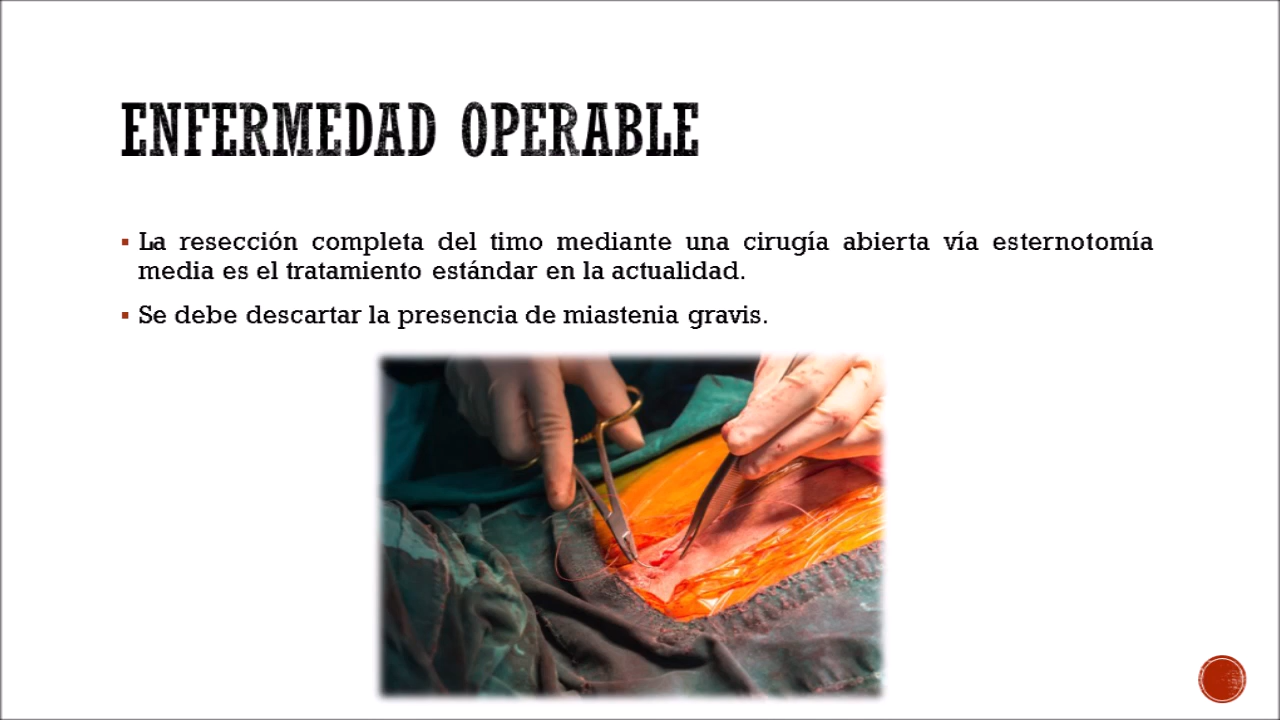 ENFERMEDAD OPERABLE
▪ La resección completa del timo mediante una cirugía abierta vía esternotomía
media es el tratamiento estándar en la actualidad.
▪ Se debe descartar la presencia de miastenia gravis.